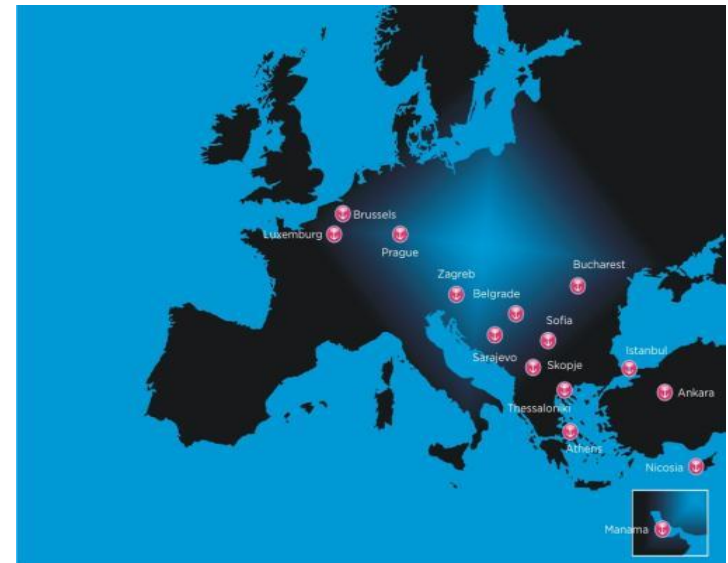 Brussels
Luxemburg
Prague
Bucharest
Zagreb
Belgrade
Sofia
Sarajevo
Istanbul
Skopje
Ankara
Thessaloniki
Athens
Nicosia
Manama